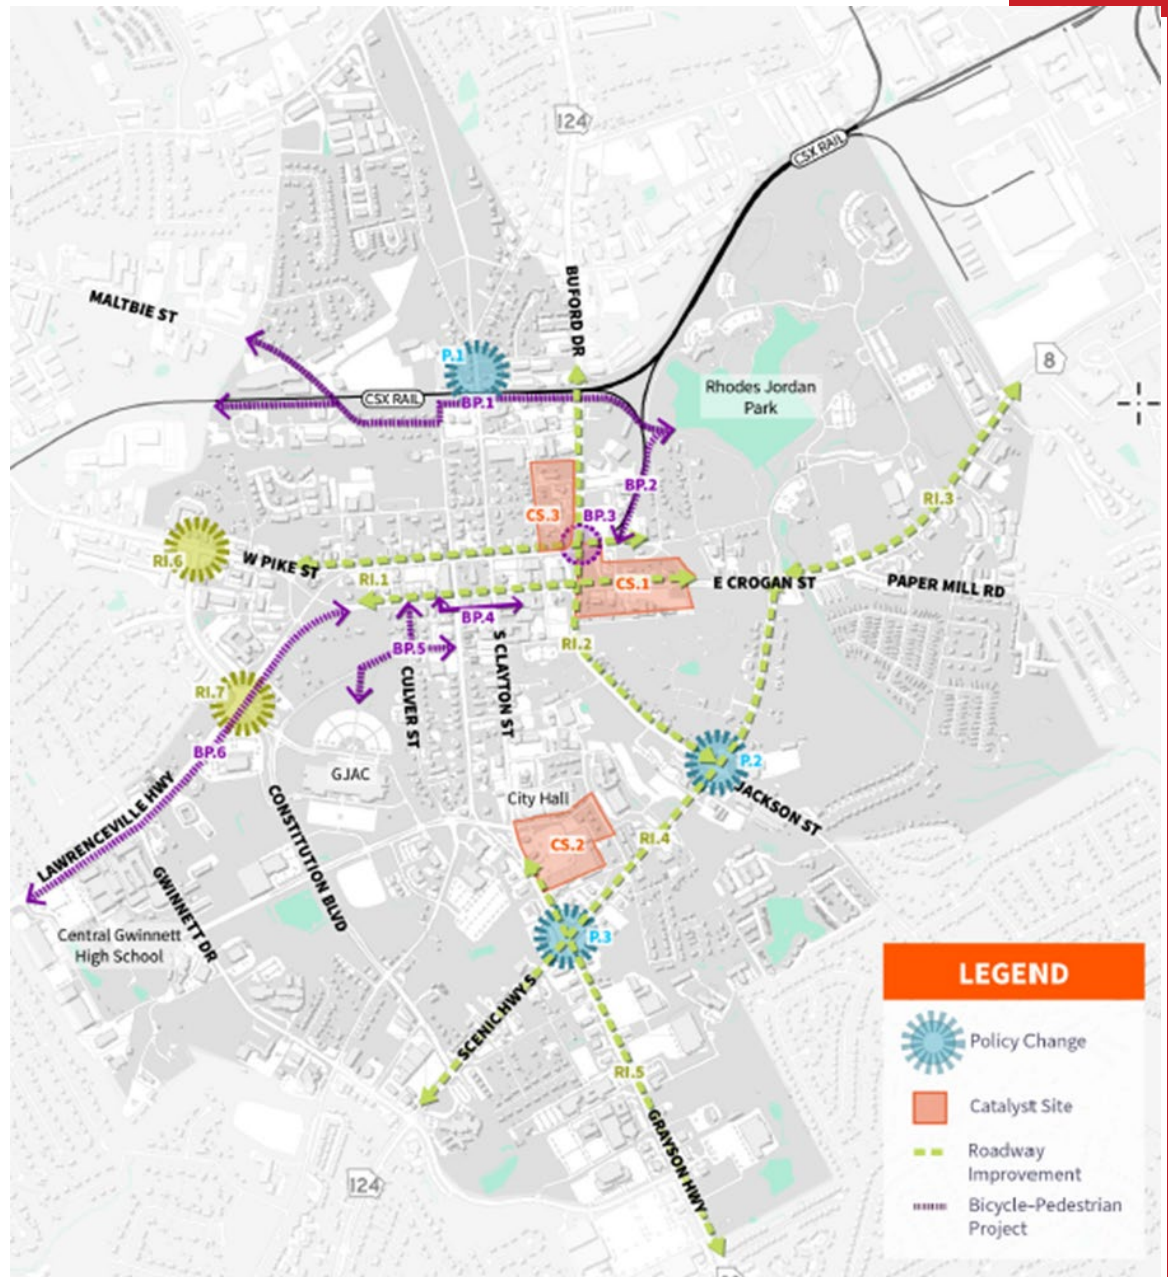 124
CSX RAIL
BUFORD DR
MALTBIE ST
P.1
8
CSX RAIL
BP.1
Rhodes Jordan
Park
BP.2
RI.3
CS.3
BP.3
RI.6
W PIKE ST
RI.1
CS.1
E CROGAN ST
PAPER MILL RD
BP.4
S CLAYTON ST
RI.2
BP.5
CULVER ST
RI.7
BP.6
P.2
GJAC
JACKSON ST
City Hall
LAWRENCEVILLE HWY
CONSTITUTION BLVD
CS.2
RI.4
GWINNETT DR
Central Gwinnett
High School
P.3
SCENIC HWY S
RI.5
GRAYSON HWY
124
LEGEND
Policy Change
Catalyst Site
Roadway
Improvement
Bicycle-Pedestrian
Project